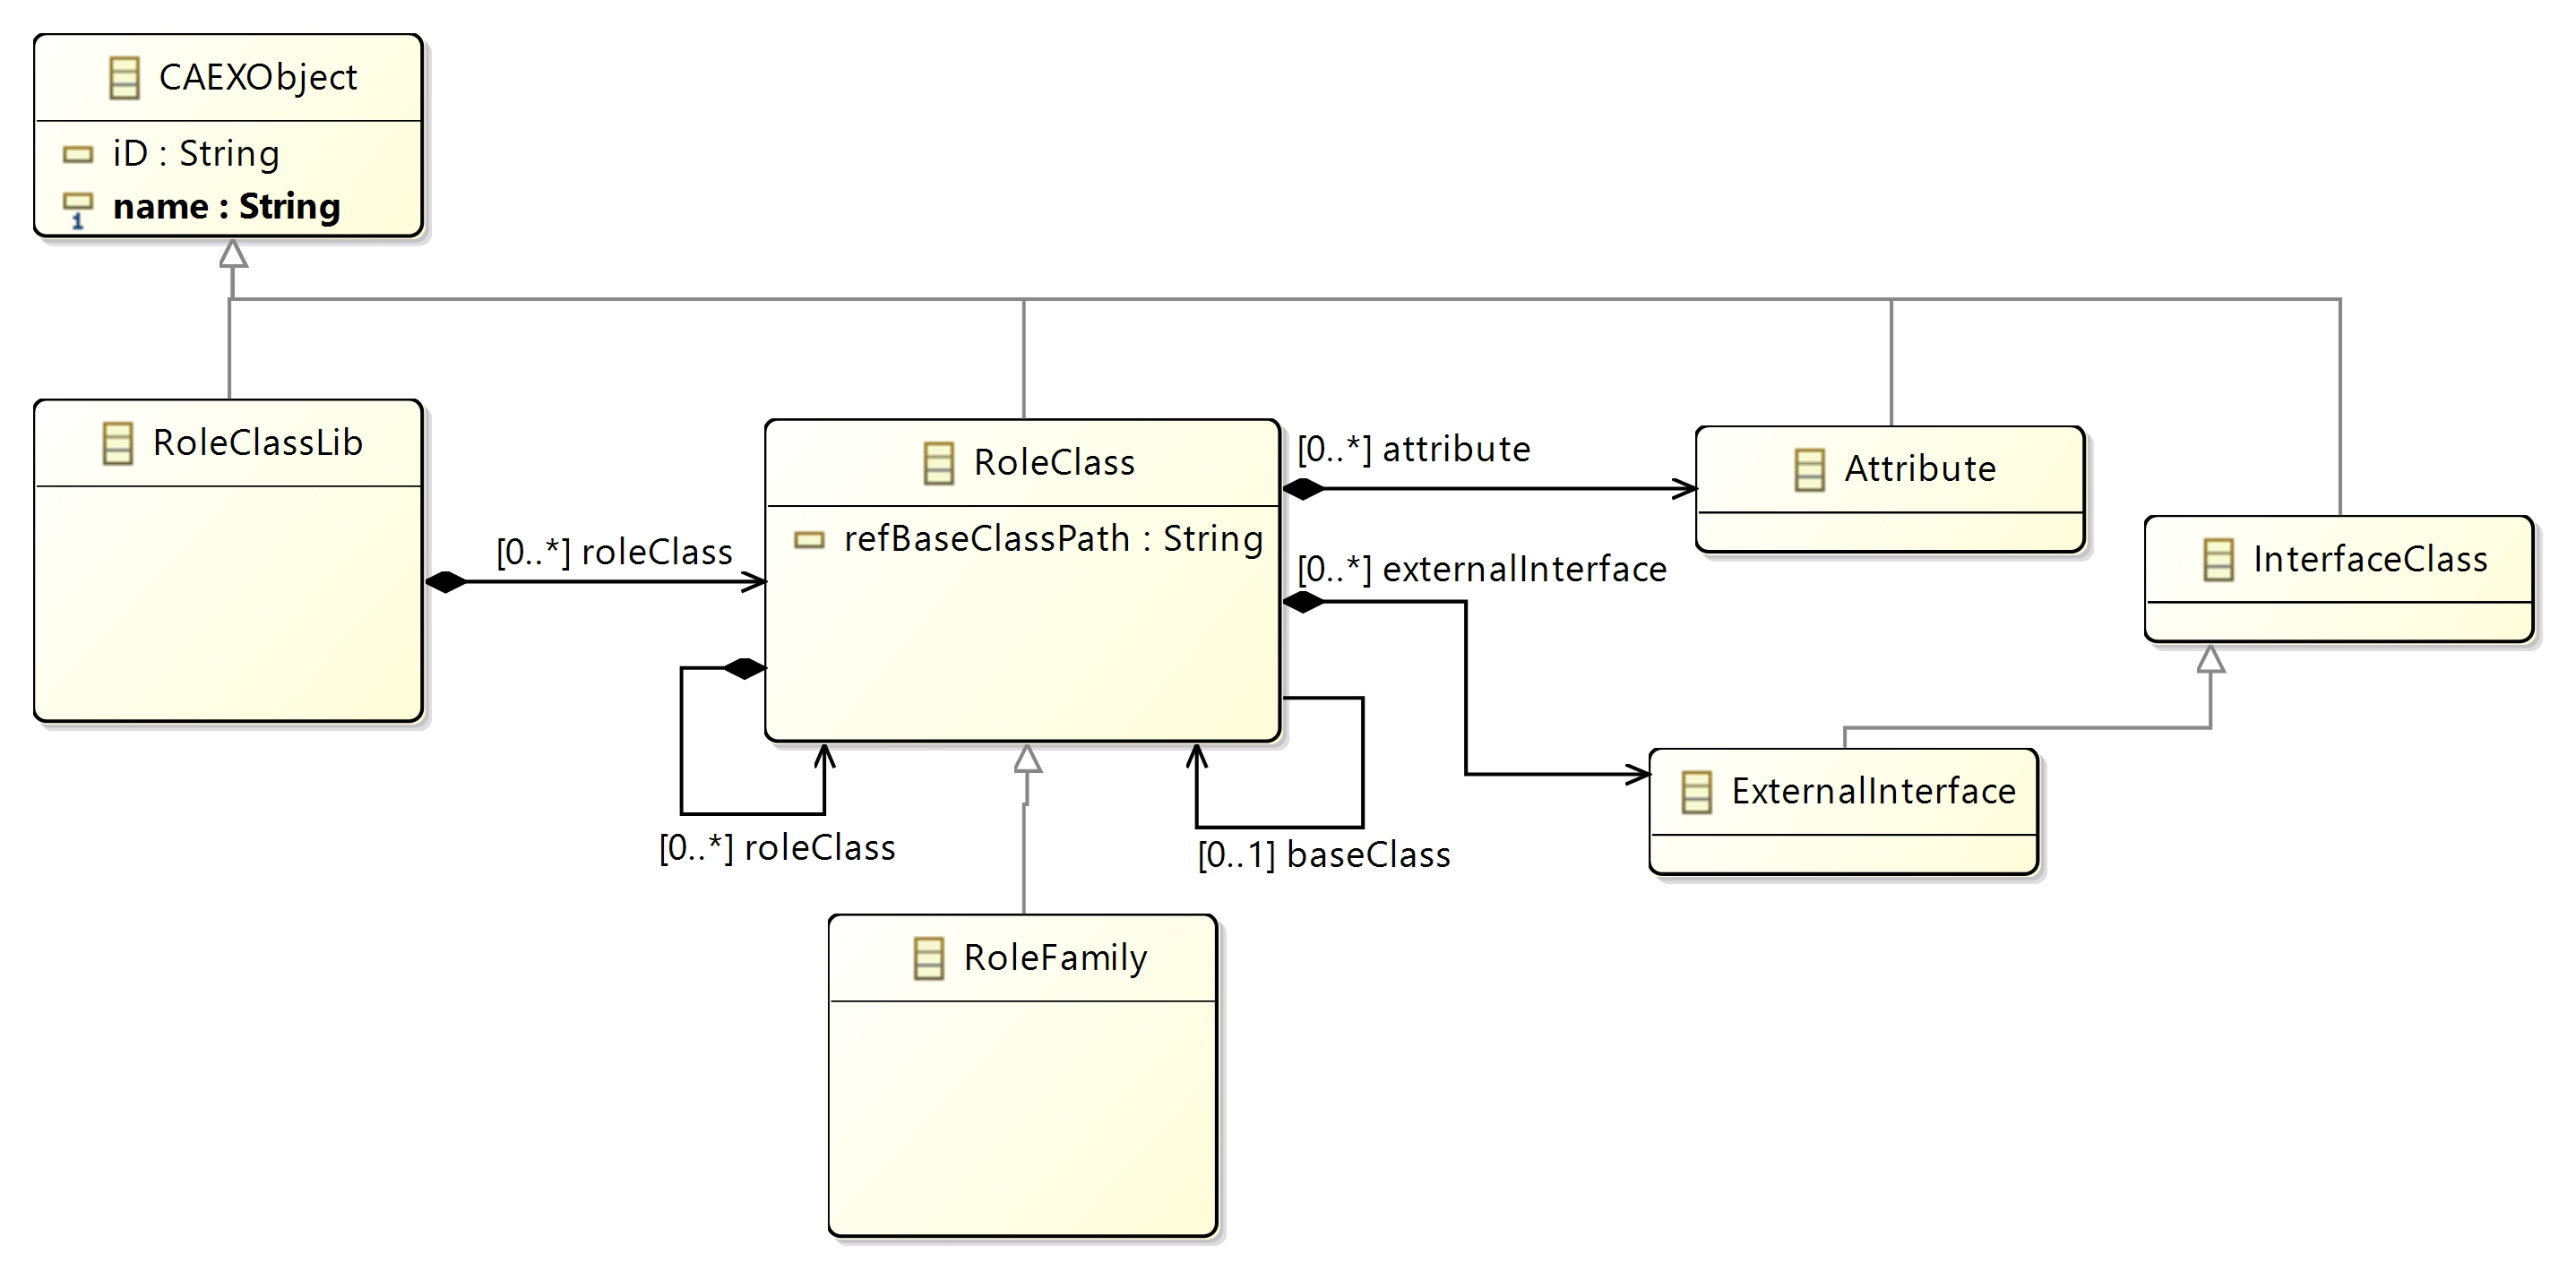 CAEXObject
iD : String
1
name : String
RoleClassLib
[0..*] roleClass
RoleClass
refBaseClassPath : String
[0..*] attribute
[0..*] externalInterface
Attribute
InterfaceClass
[0..*] roleClass
[0..1] baseClass
ExternalInterface
RoleFamily